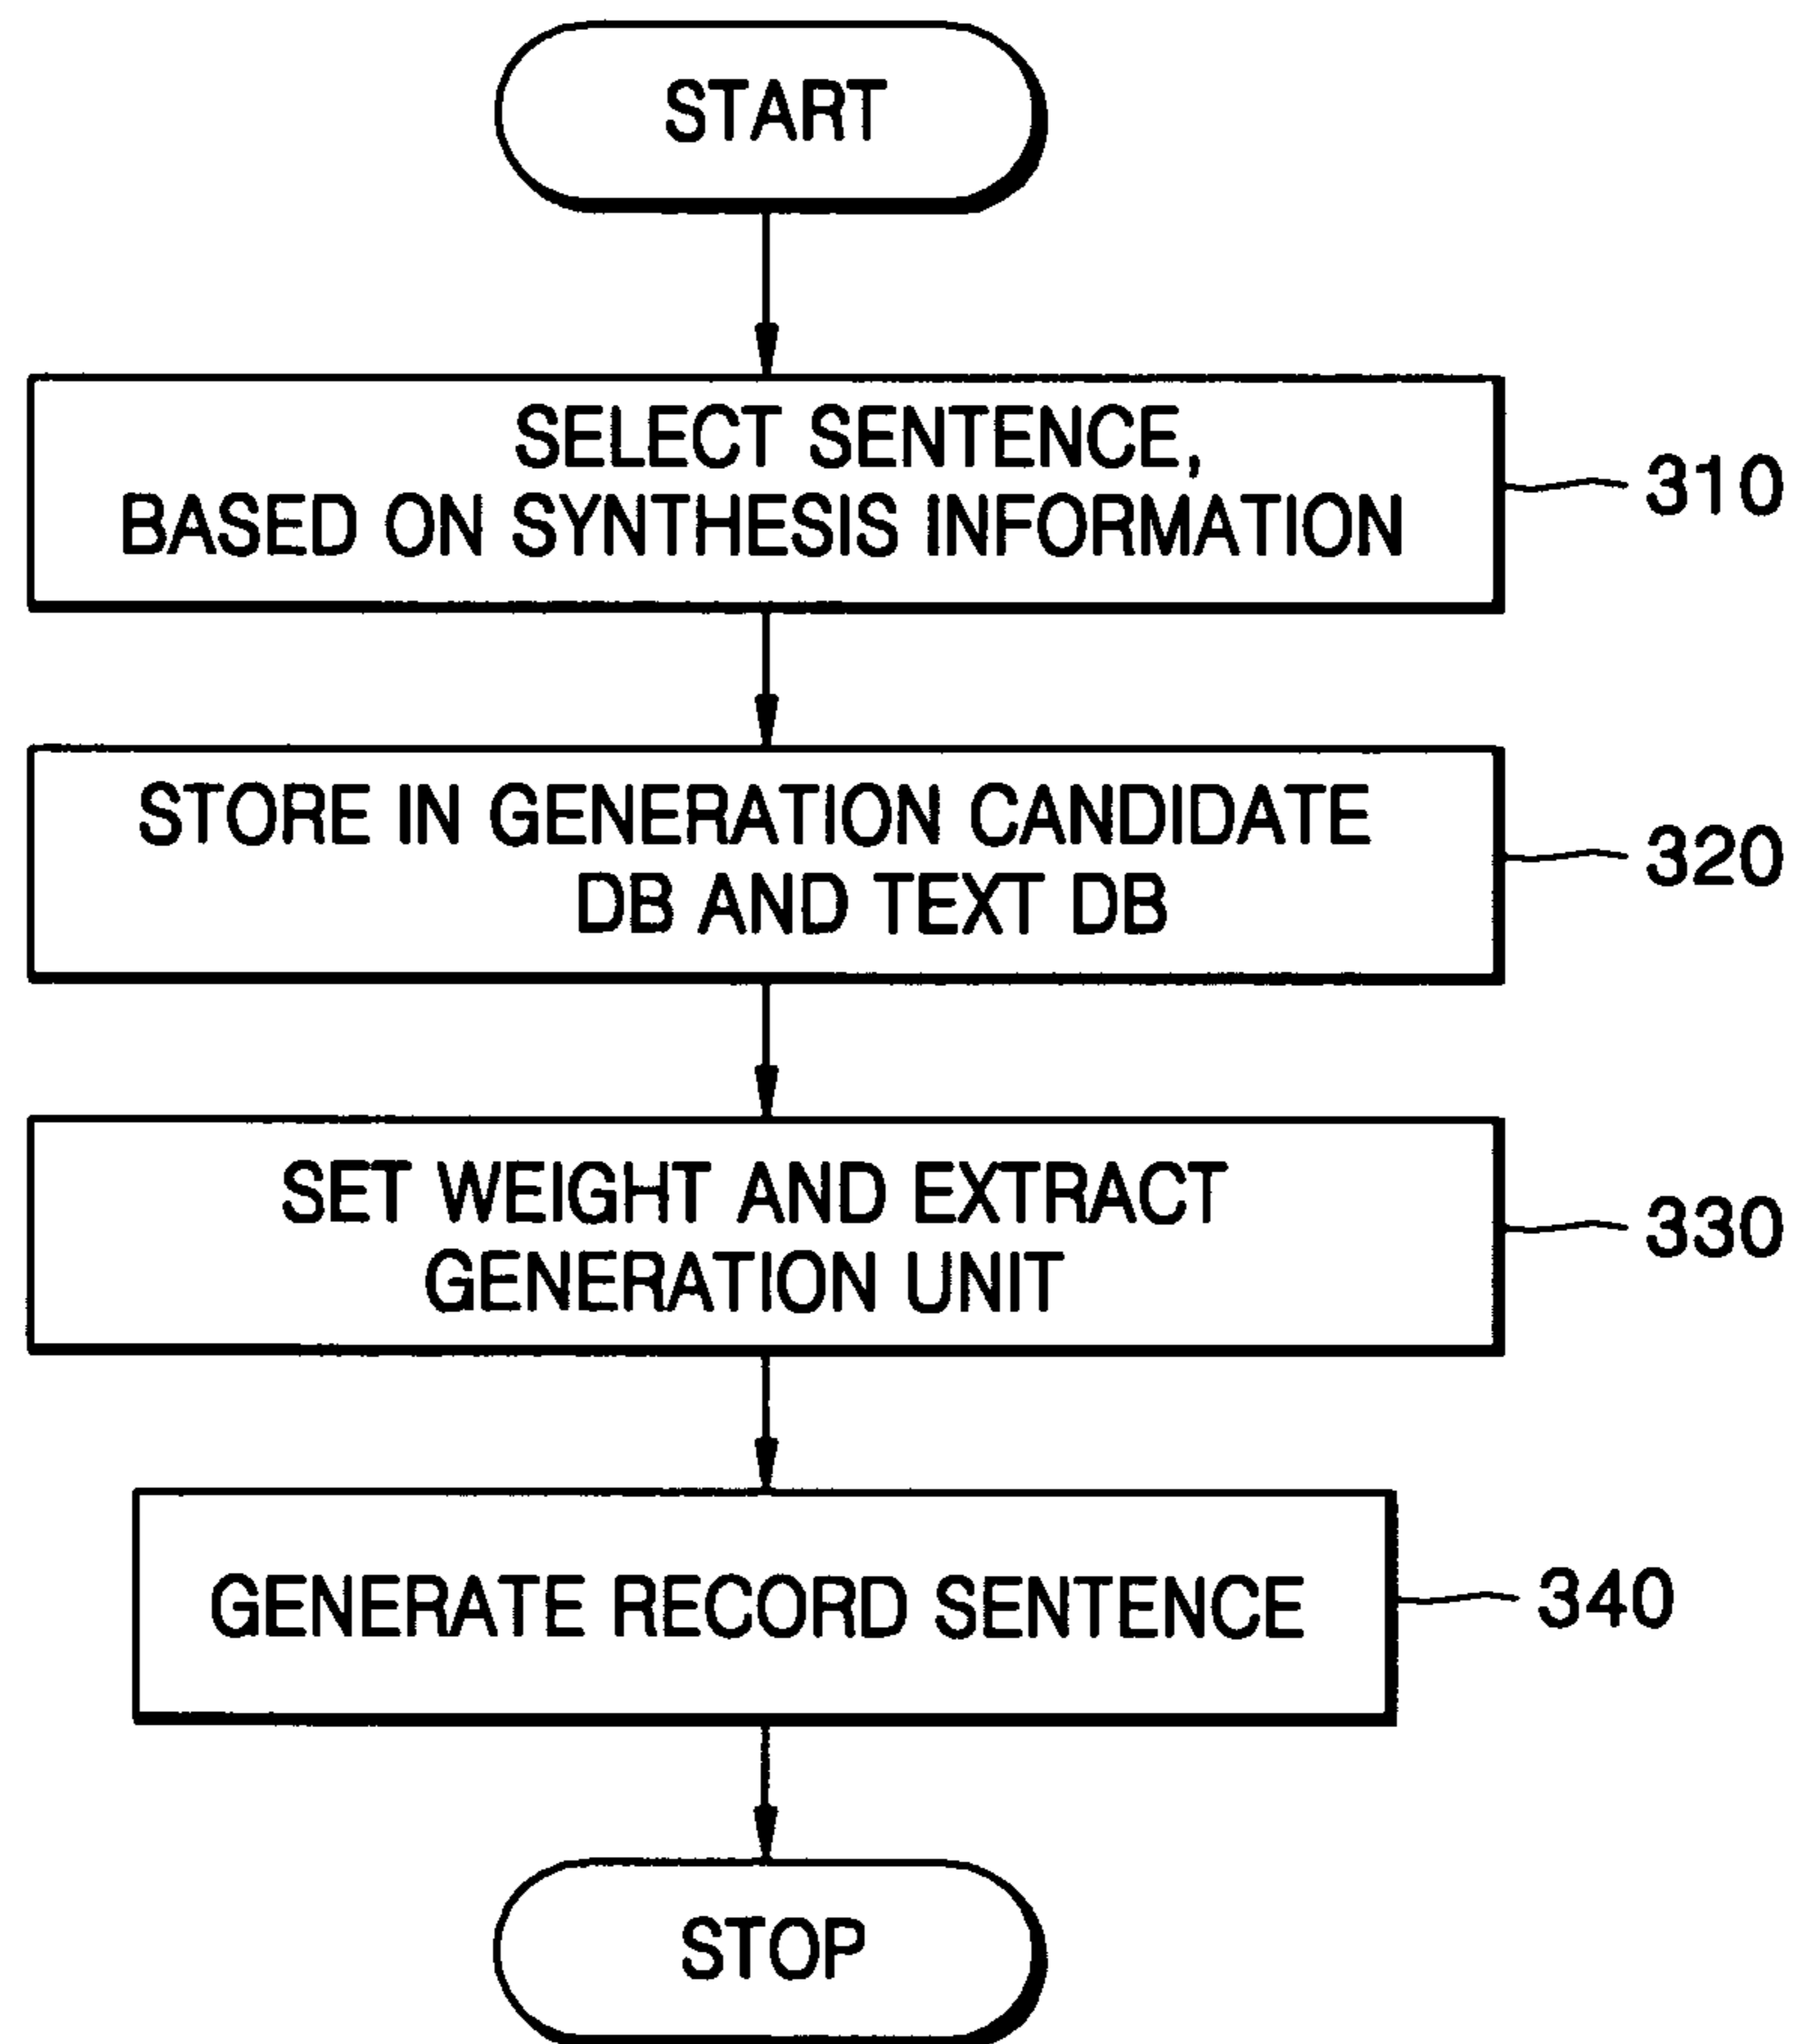 START
SELECT SENTENCE,
BASED ON SYNTHESIS INFORMATION
310
STORE IN GENERATION CANDIDATE
DB AND TEXT DB
320
SET WEIGHT AND EXTRACT
GENERATION UNIT
330
GENERATE RECORD SENTENCE
340
STOP